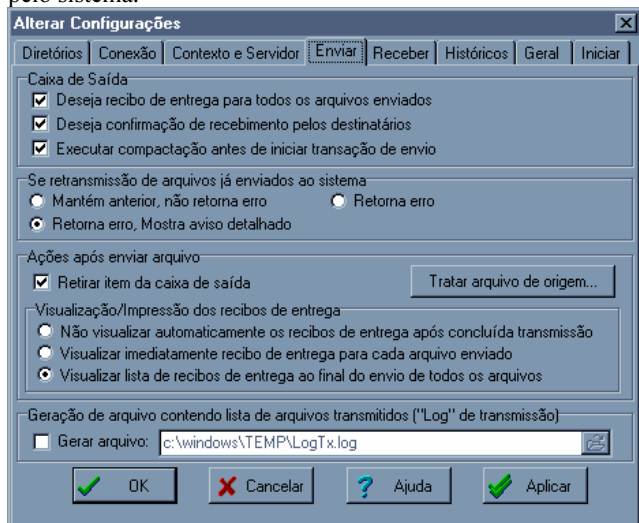 pelo sistema.
Alterar Configurações
Diretórios Conexão Contexto e Servidor Enviar Receber Históricos Geral Iniciar
Caixa de Saída
Deseja recibo de entrega para todos os arquivos enviados
Deseja confirmação de recebimento pelos destinatários
Executar compactação antes de iniciar transação de envio
Se retransmissão de arquivos já enviados ao sistema
Mantém anterior, não retorna erro Retorna erro
Retorna erro, Mostra aviso detalhado
Ações após enviar arquivo
Retirar item da caixa de saída Tratar arquivo de origem...
Visualização/Impressão dos recibos de entrega
Não visualizar automaticamente os recibos de entrega após concluída transmissão
Visualizar imediatamente recibo de entrega para cada arquivo enviado
Visualizar lista de recibos de entrega ao final do envio de todos os arquivos
Geração de arquivo contendo lista de arquivos transmitidos ("Log" de transmissão)
Gerar arquivo: c:\windows\TEMP\LogTx.log
OK Cancelar Ajuda Aplicar